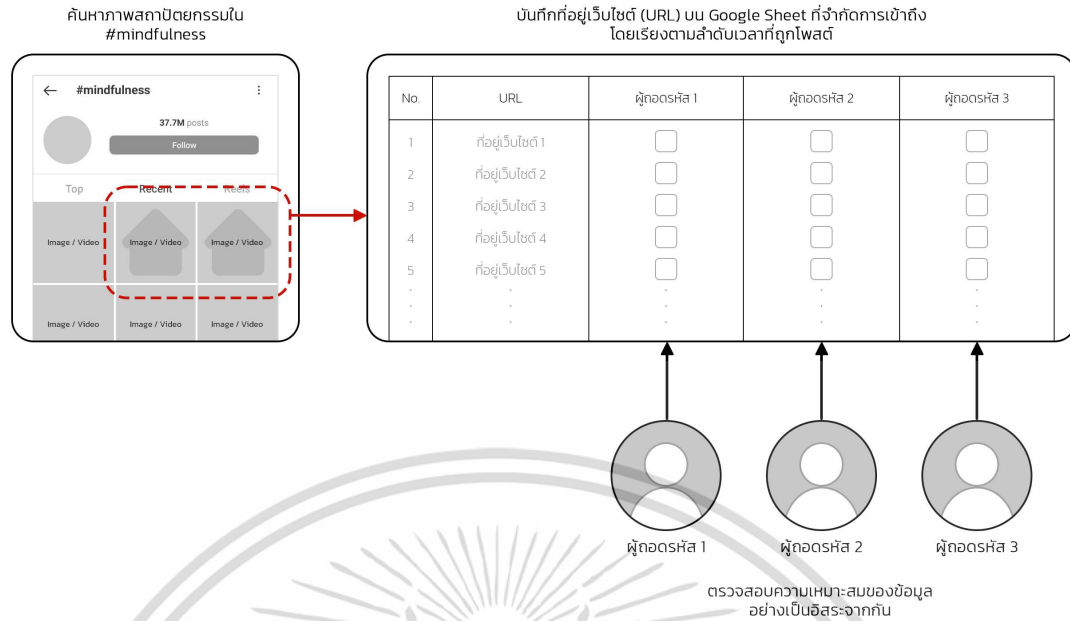 ค้นหาภาพสถาปัตยกรรมใน
#mindfulness
บันทึกที่อยู่เว็บไซต์ (URL) บน Google Sheet ที่จำกัดการเข้าถึง
โดยเรียงตามลำดับเวลาที่ถูกโพสต์
#mindfulness
37.7M posts
Follow
Top Recent Reels
Image / Video Image / Video Image / Video
Image / Video Image / Video Image / Video
No. URL ผู้ถอดรหัส 1 ผู้ถอดรหัส 2 ผู้ถอดรหัส 3
1 ที่อยู่เว็บไซต์ 1
2 ที่อยู่เว็บไซต์ 2
3 ที่อยู่เว็บไซต์ 3
4 ที่อยู่เว็บไซต์ 4
5 ที่อยู่เว็บไซต์ 5
ผู้ถอดรหัส 1 ผู้ถอดรหัส 2 ผู้ถอดรหัส 3
ตรวจสอบความเหมาะสมของข้อมูล
อย่างเป็นอิสระจากกัน